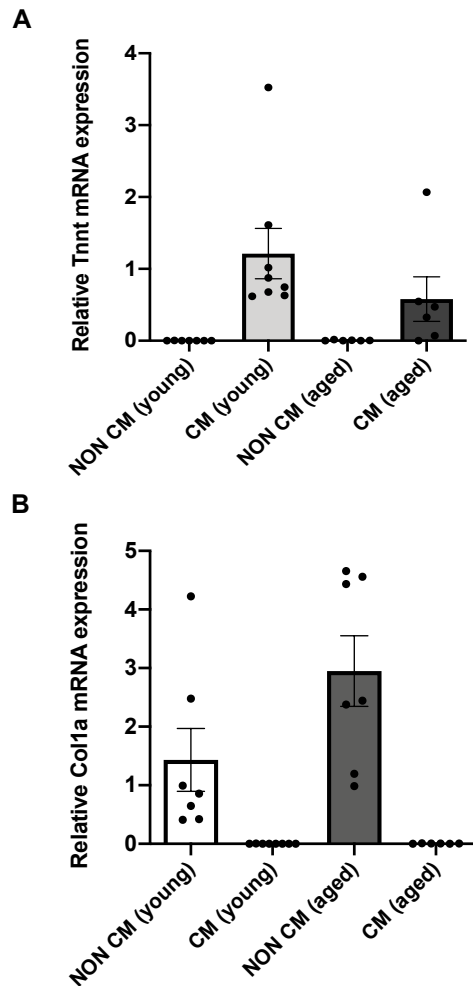 A
Relative Tnnt mRNA expression
4
3
2
1
0
NON CM (young)
CM (young)
NON CM (aged)
CM (aged)
B
Relative Col1a mRNA expression
5
4
3
2
1
0
NON CM (young)
CM (young)
NON CM (aged)
CM (aged)